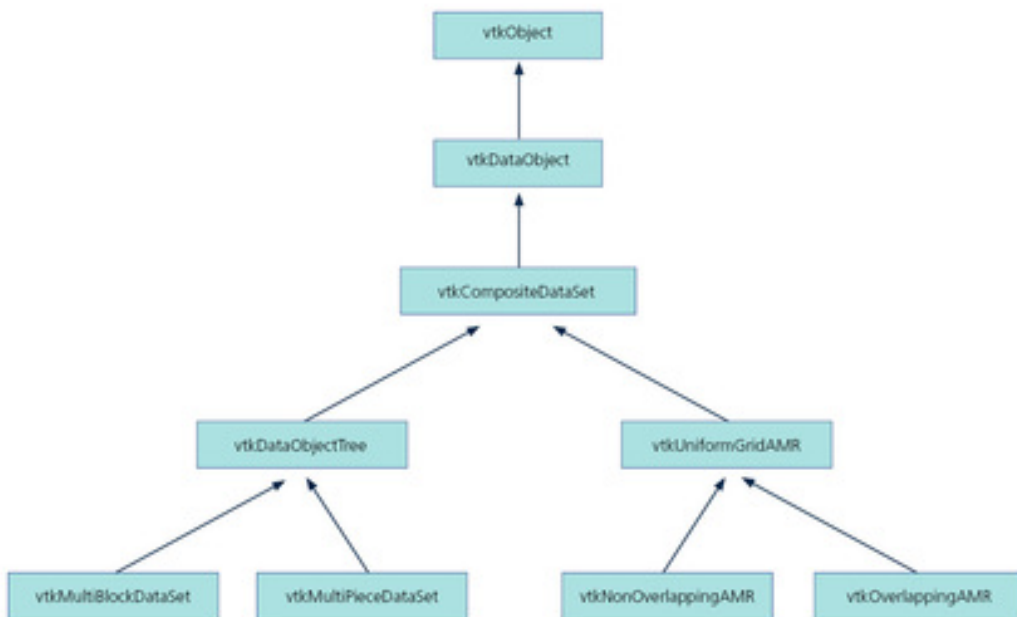 vtkObject
vtkDataObject
vtkCompositeDataSet
vtkDataObjectTree
vtkUniformGridAMR
vtkMultiBlockDataSet
vtkMultiPieceDataSet
vtkNonOverlappingAMR
vtkOverlappingAMR